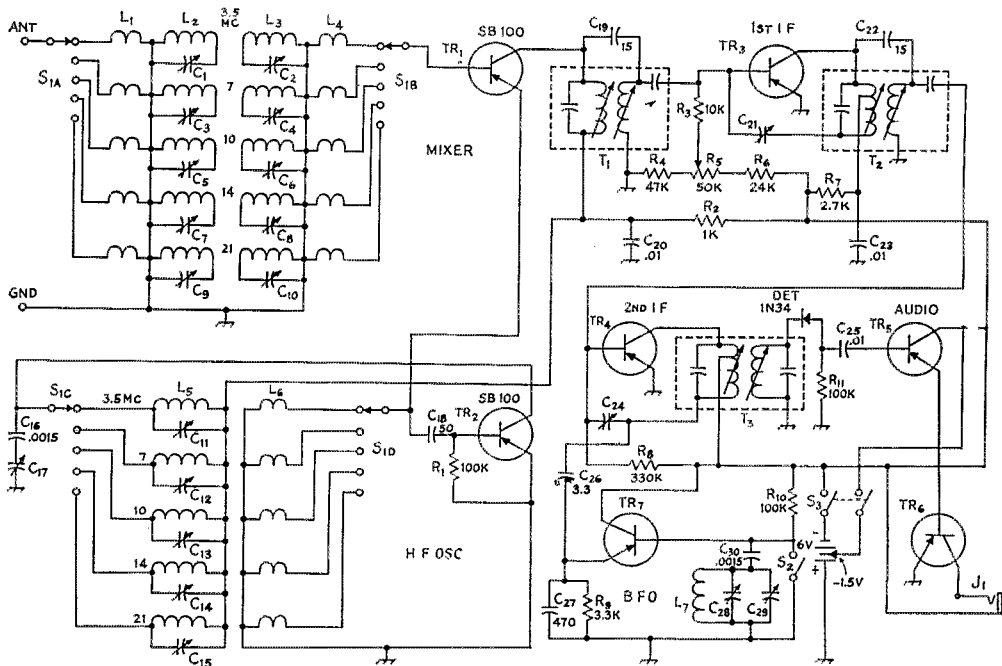 ANT
L1
L2
3.5 MC
L3
L4
S1A
C1
C2
S1B
7
C3
C4
10
C5
C6
14
C7
C8
21
C9
C10
GND
TR1
SB100
MIXER
C19
15
T1
R3
10K
R4
47K
R5
50K
R6
24K
R2
1K
C20
.01
TR3
1ST IF
C21
C22
15
T2
R7
2.7K
C23
.01
S1C
3.5MC
L5
L6
C11
C16
.0015
C17
7
C12
10
C13
14
C14
21
C15
S1D
C18
50
TR2
SB100
R1
100K
HF OSC
2ND IF
TR4
T3
DET
1N34
C25
.01
R11
100K
AUDIO
TR5
C24
R8
330K
C26
3.3
TR7
R10
100K
S3
6V
-
+
-1.5V
S2
C30
.0015
L7
C28
C29
BFO
C27
470
R9
3.3K
TR6
J1